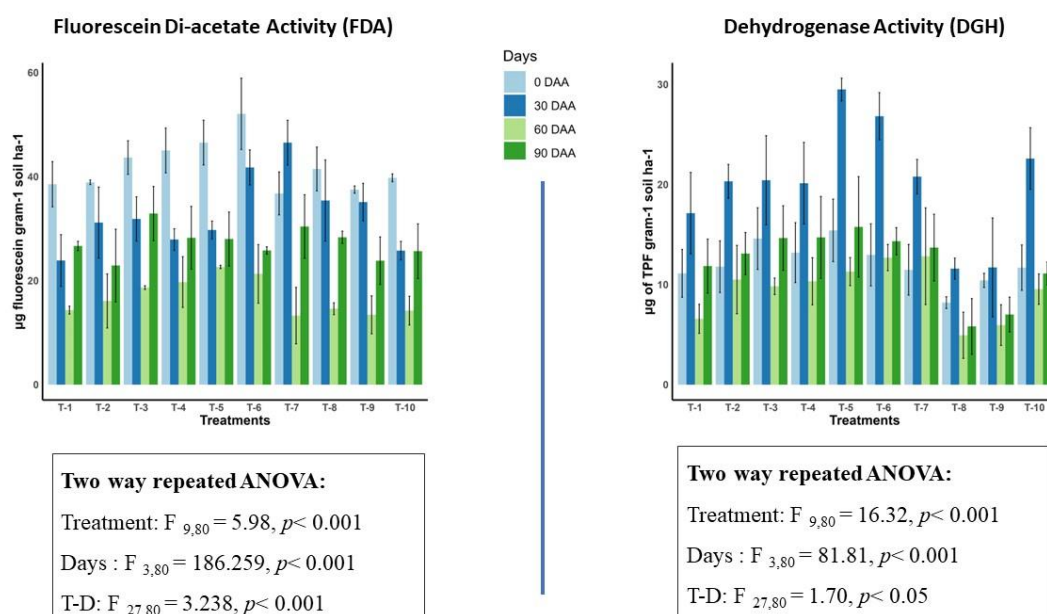 Fluorescein Di-acetate Activity (FDA)
Dehydrogenase Activity (DGH)
Days
0 DAA
30 DAA
60 DAA
90 DAA
µg fluorescein gram-1 soil ha-1
60
40
20
0
T-1 T-2 T-3 T-4 T-5 T-6 T-7 T-8 T-9 T-10
Treatments
µg of TPF gram-1 soil ha-1
30
20
10
0
T-1 T-2 T-3 T-4 T-5 T-6 T-7 T-8 T-9 T-10
Treatments
Two way repeated ANOVA:
Treatment: F 9,80 = 5.98, p< 0.001
Days : F 3,80 = 186.259, p< 0.001
T-D: F 27,80 = 3.238, p< 0.001
Two way repeated ANOVA:
Treatment: F 9,80 = 16.32, p< 0.001
Days : F 3,80 = 81.81, p< 0.001
T-D: F 27,80 = 1.70, p< 0.05